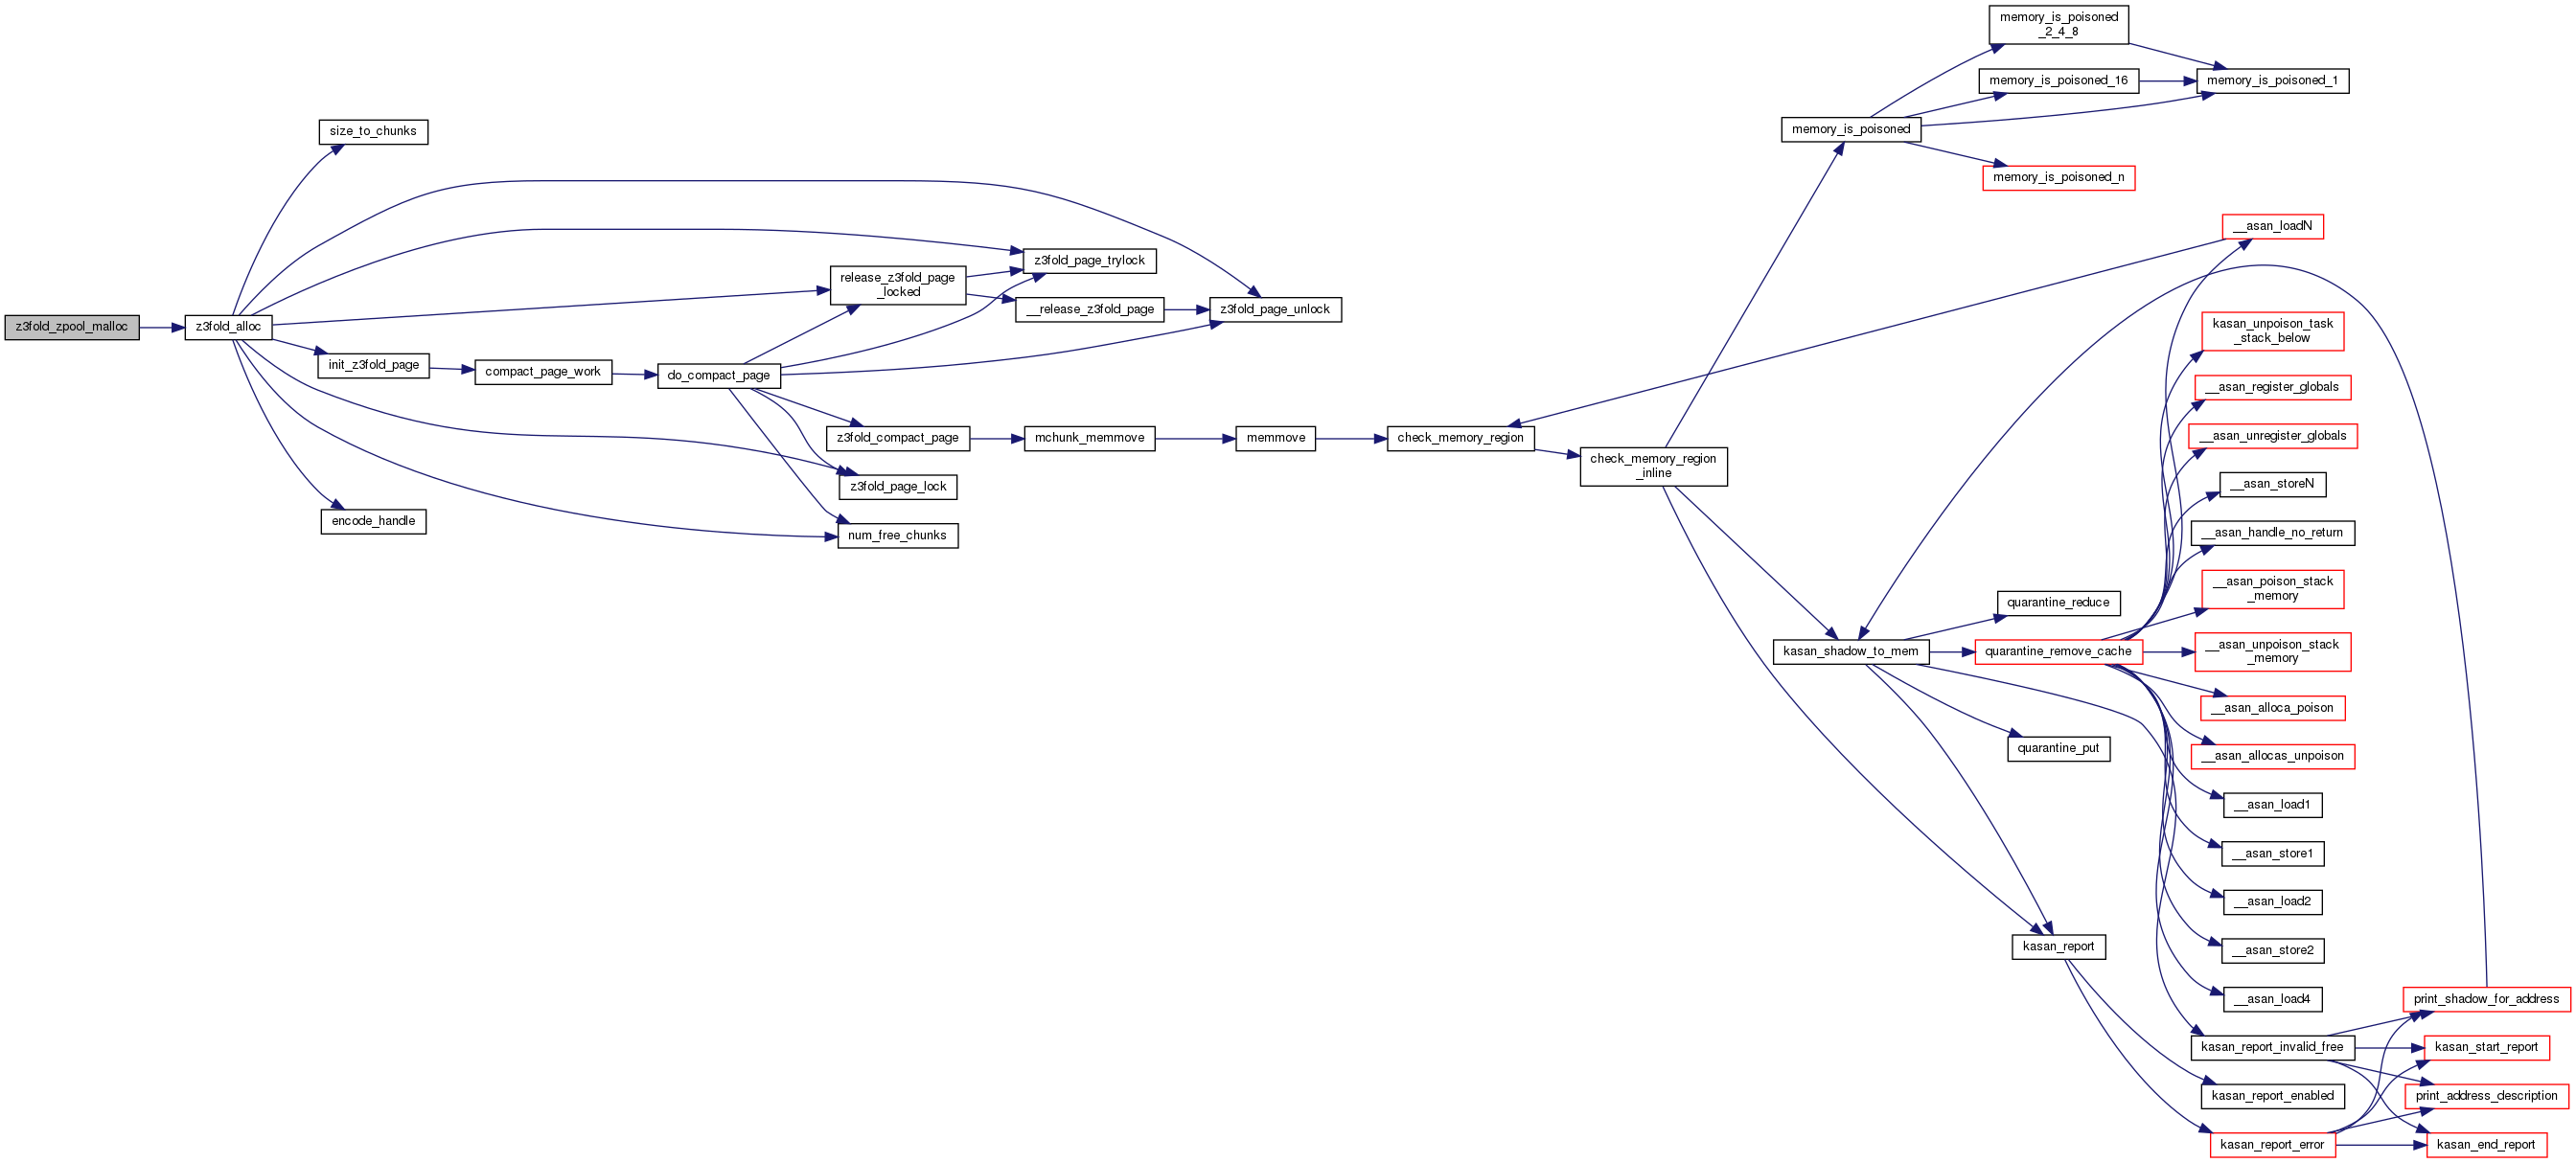 z3fold_zpool_malloc
z3fold_alloc
size_to_chunks
init_z3fold_page
encode_handle
compact_page_work
do_compact_page
release_z3fold_page
_locked
z3fold_compact_page
z3fold_page_lock
num_free_chunks
z3fold_page_trylock
__release_z3fold_page
mchunk_memmove
z3fold_page_unlock
memmove
check_memory_region
check_memory_region
_inline
memory_is_poisoned
kasan_shadow_to_mem
memory_is_poisoned
_2_4_8
memory_is_poisoned_16
memory_is_poisoned_n
memory_is_poisoned_1
quarantine_reduce
quarantine_remove_cache
quarantine_put
kasan_report
__asan_loadN
kasan_unpoison_task
_stack_below
__asan_register_globals
__asan_unregister_globals
__asan_storeN
__asan_handle_no_return
__asan_poison_stack
_memory
__asan_unpoison_stack
_memory
__asan_alloca_poison
__asan_allocas_unpoison
__asan_load1
__asan_store1
__asan_load2
__asan_store2
__asan_load4
kasan_report_invalid_free
kasan_report_enabled
kasan_report_error
print_shadow_for_address
kasan_start_report
print_address_description
kasan_end_report